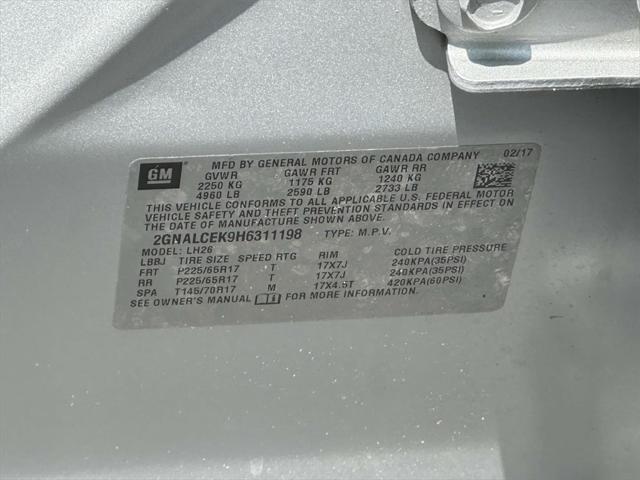 GM
MFD BY GENERAL MOTORS OF CANADA COMPANY 02/17
GVWR GAWR FRT GAWR RR
2250 KG 1175 KG 1240 KG
4960 LB 2590 LB 2733 LB
THIS VEHICLE CONFORMS TO ALL APPLICABLE U.S. FEDERAL MOTOR
VEHICLE SAFETY AND THEFT PREVENTION STANDARDS IN EFFECT ON
THE DATE OF MANUFACTURE SHOWN ABOVE.
2GNALCEK9H6311198 TYPE: M.P.V.
MODEL: LH26
LBBJ TIRE SIZE SPEED RTG RIM COLD TIRE PRESSURE
FRT P225/65R17 T 17X7J 240KPA(35PSI)
RR P225/65R17 T 17X7J 240KPA(35PSI)
SPA T145/70R17 M 17X4.5T 420KPA(60PSI)
SEE OWNER'S MANUAL